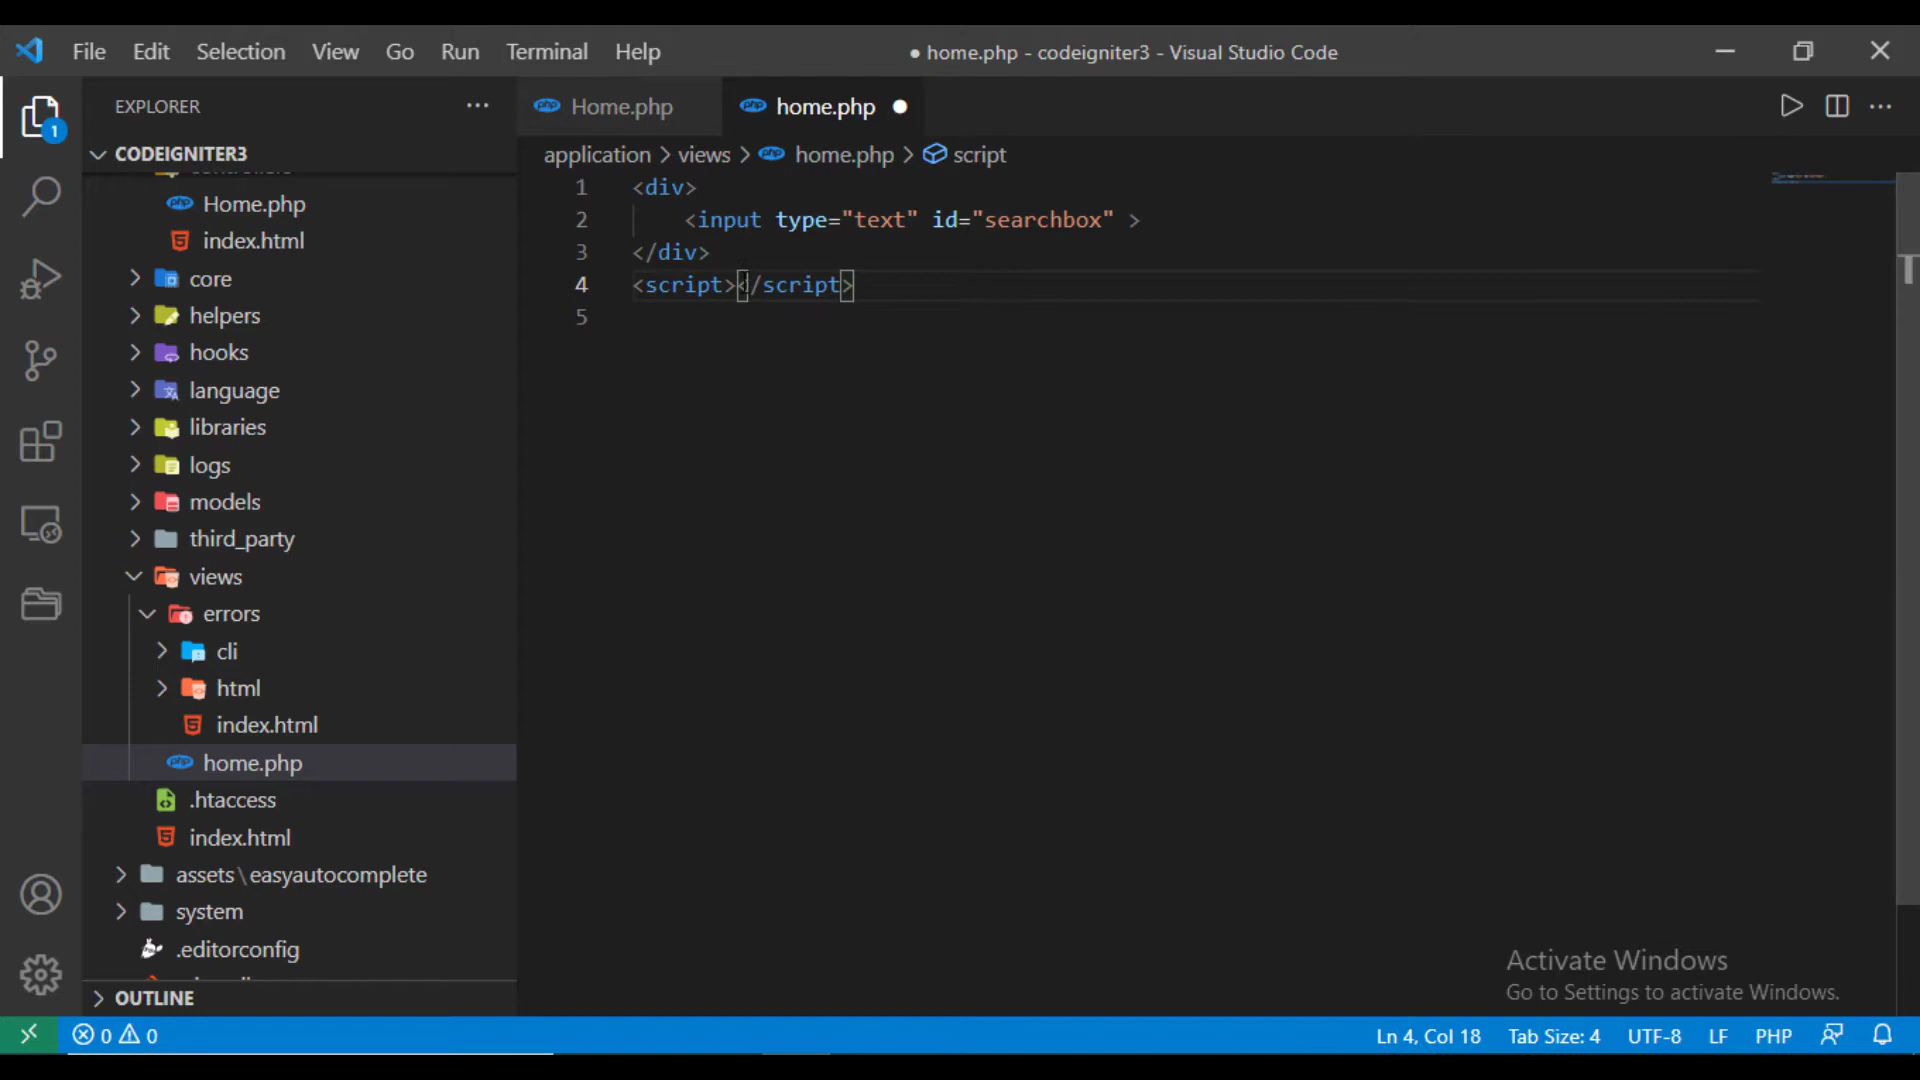 File Edit Selection View Go Run Terminal Help
● home.php - codeigniter3 - Visual Studio Code
EXPLORER
Home.php
home.php
CODEIGNITER3
application > views > home.php > script
Home.php
index.html
core
helpers
hooks
language
libraries
logs
models
third_party
views
errors
cli
html
index.html
home.php
.htaccess
index.html
assets\easyautocomplete
system
.editorconfig
OUTLINE
1 <div>
2 <input type="text" id="searchbox" >
3 </div>
4 <script></script>
5
1
Activate Windows
Go to Settings to activate Windows.
0 0
Ln 4, Col 18 Tab Size: 4 UTF-8 LF PHP